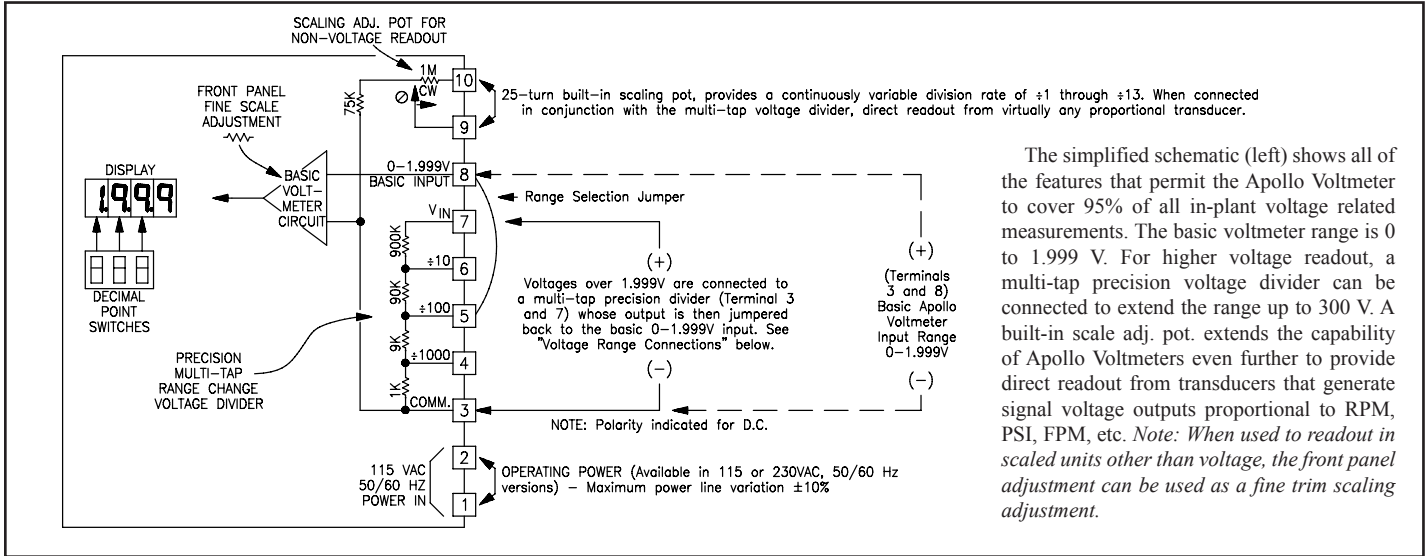 SCALING ADJ. POT FOR
NON-VOLTAGE READOUT
1M
CW
10
9
25-turn built-in scaling pot, provides a continuously variable division rate of ÷1 through ÷13. When connected
in conjunction with the multi-tap voltage divider, direct readout from virtually any proportional transducer.
75K
FRONT PANEL
FINE SCALE
ADJUSTMENT
DISPLAY
1.9.9.9
DECIMAL
POINT
SWITCHES
BASIC
VOLT-
METER
CIRCUIT
0-1.999V
BASIC INPUT
8
Range Selection Jumper
VIN
7
900K
÷10
6
90K
÷100
5
9K
÷1000
4
1K
COMM.
3
PRECISION
MULTI-TAP
RANGE CHANGE
VOLTAGE DIVIDER
(+)
Voltages over 1.999V are connected to
a multi-tap precision divider (Terminal 3
and 7) whose output is then jumpered
back to the basic 0-1.999V input. See
"Voltage Range Connections" below.
(-)
(+)
(Terminals
3 and 8)
Basic Apollo
Voltmeter
Input Range
0-1.999V
(-)
NOTE: Polarity indicated for D.C.
115 VAC
50/60 HZ
POWER IN
2
1
OPERATING POWER (Available in 115 or 230VAC, 50/60 Hz
versions) - Maximum power line variation ±10%
The simplified schematic (left) shows all of
the features that permit the Apollo Voltmeter
to cover 95% of all in-plant voltage related
measurements. The basic voltmeter range is 0
to 1.999 V. For higher voltage readout, a
multi-tap precision voltage divider can be
connected to extend the range up to 300 V. A
built-in scale adj. pot. extends the capability
of Apollo Voltmeters even further to provide
direct readout from transducers that generate
signal voltage outputs proportional to RPM,
PSI, FPM, etc. Note: When used to readout in
scaled units other than voltage, the front panel
adjustment can be used as a fine trim scaling
adjustment.